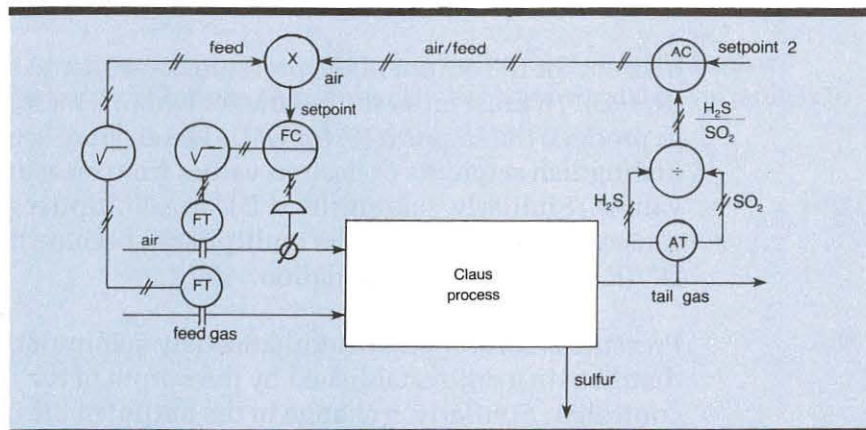 feed
X
air/feed
AC
setpoint 2
air
setpoint
H₂S
SO₂
√
√
FC
H₂S
SO₂
FT
AT
air
Claus
process
FT
tail gas
feed gas
sulfur